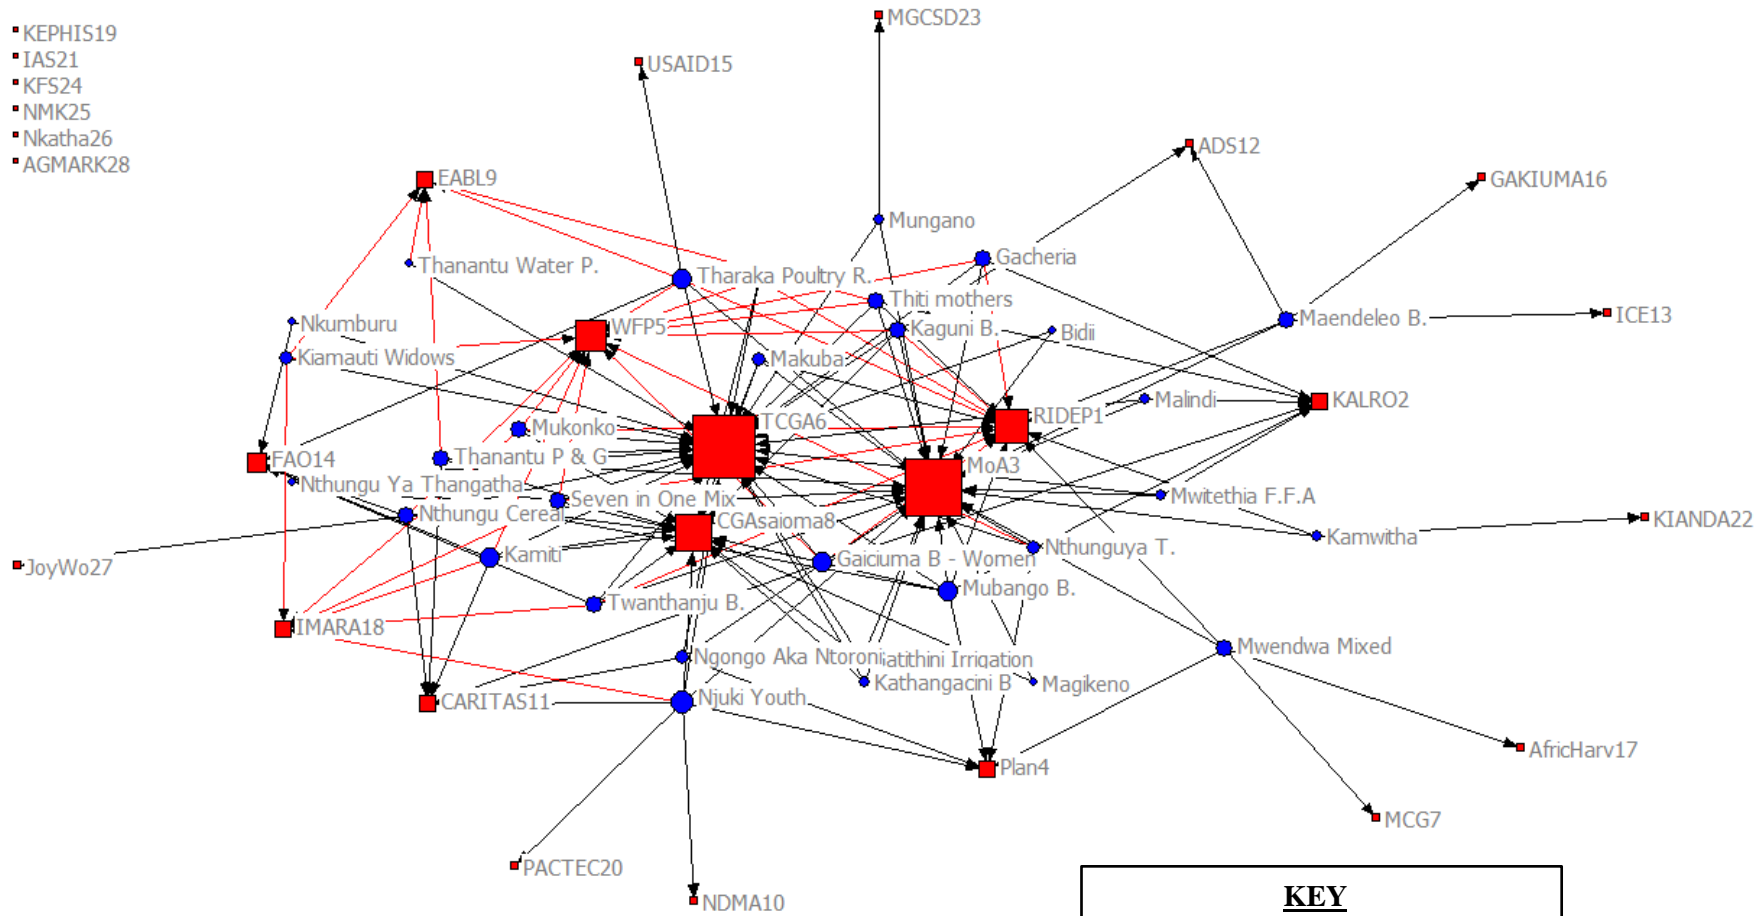 KEPHIS19
IAS21
KFS24
NMK25
Nkatha26
AGMARK28
MGCSD23
USAID15
ADS12
GAKIUMA16
EABL9
Mungano
Thanantu Water P.
Tharaka Poultry R.
Gacheria
Thiti mothers
Nkumburu
WFP5
Kaguni B.
Bidii
Maendeleo B.
ICE13
Kiamauti Widows
Makuba
Malindi
KALRO2
TCGA6
RIDEP1
Mukonko
FAO14
Thanantu P & G
MoA3
Nthungu Ya Thangatha
Seven in One Mix
Mwitethia F.F.A
Nthungu Cereal
CGAsaioma8
KIANDA22
Kamwitha
JoyWo27
Kamiti
Gaiciuma B - Women
Nthunguya T.
Mubango B.
Twanthanju B.
IMARA18
Mwendwa Mixed
Ngongo Aka Ntoroni
Irrigation
Kathangacini B
Magikeno
CARITAS11
Njuki Youth
Plan4
AfricHarv17
MCG7
PACTEC20
NDMA10
KEY